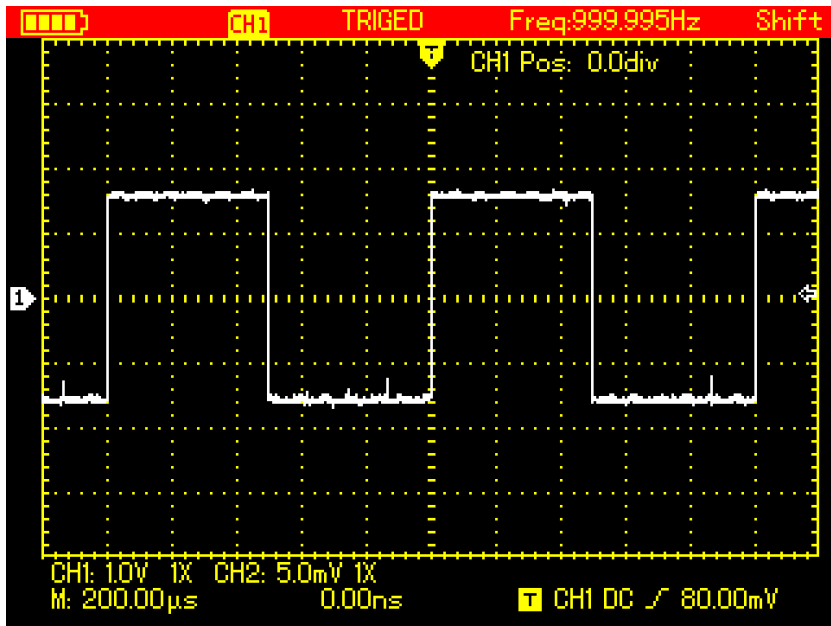 CH1 TRIGED Freq:999.995Hz Shift
T
CH1 Pos: 0.0div
1
CH1: 1.0V 1X CH2: 5.0mV 1X
M: 200.00µs 0.00ns T CH1 DC 80.00mV